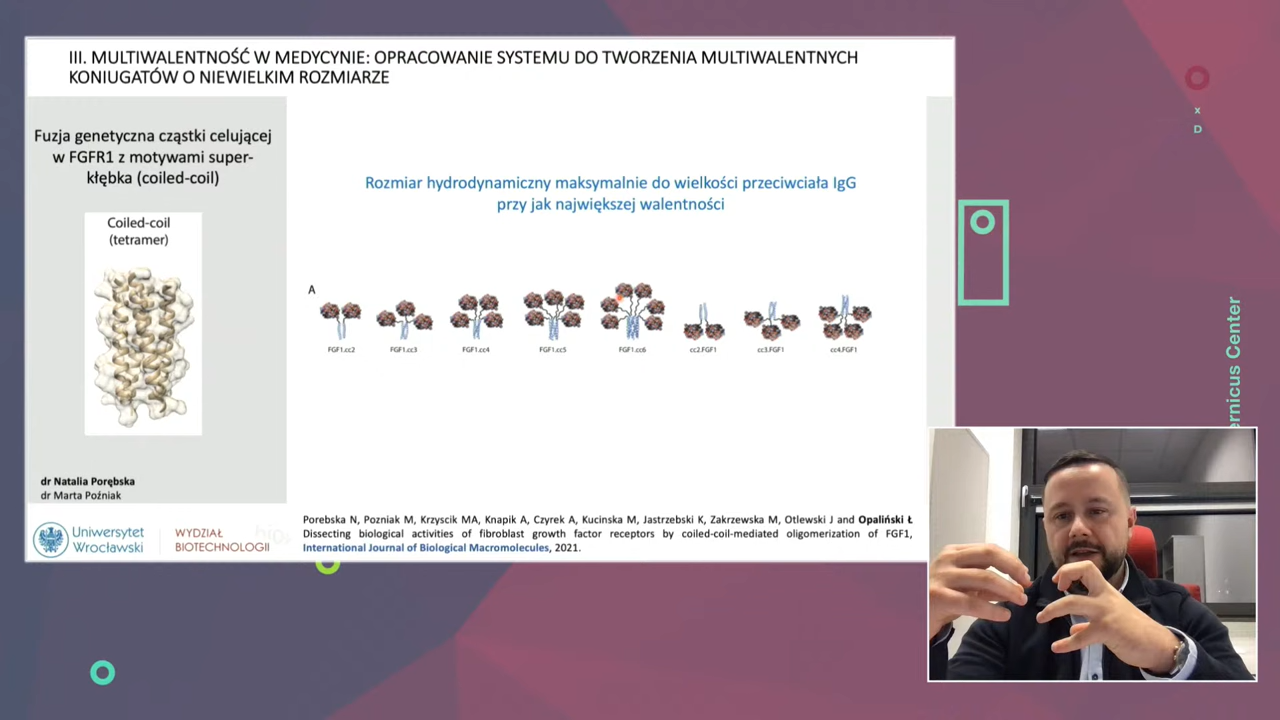 III. MULTIWALENTNOŚĆ W MEDYCYNIE: OPRACOWANIE SYSTEMU DO TWORZENIA MULTIWALENTNYCH
KONIUGATÓW O NIEWIELKIM ROZMIARZE
Fuzja genetyczna cząstki celującej
w FGFR1 z motywami super-
kłębka (coiled-coil)
Coiled-coil
(tetramer)
Rozmiar hydrodynamiczny maksymalnie do wielkości przeciwciała IgG
przy jak największej walentności
A
FGF1.cc2 FGF1.cc3 FGF1.cc4 FGF1.cc5 FGF1.cc6 cc2.FGF1 cc3.FGF1 cc4.FGF1
dr Natalia Porębska
dr Marta Poźniak
Uniwersytet
Wrocławski
WYDZIAŁ
BIOTECHNOLOGII
Porebska N, Pozniak M, Krzyscik MA, Knapik A, Czyrek A, Kucinska M, Jastrzebski K, Zakrzewska M, Otlewski J and Opaliński Ł
Dissecting biological activities of fibroblast growth factor receptors by coiled-coil-mediated oligomerization of FGF1,
International Journal of Biological Macromolecules, 2021.
x
D
ernicus Center